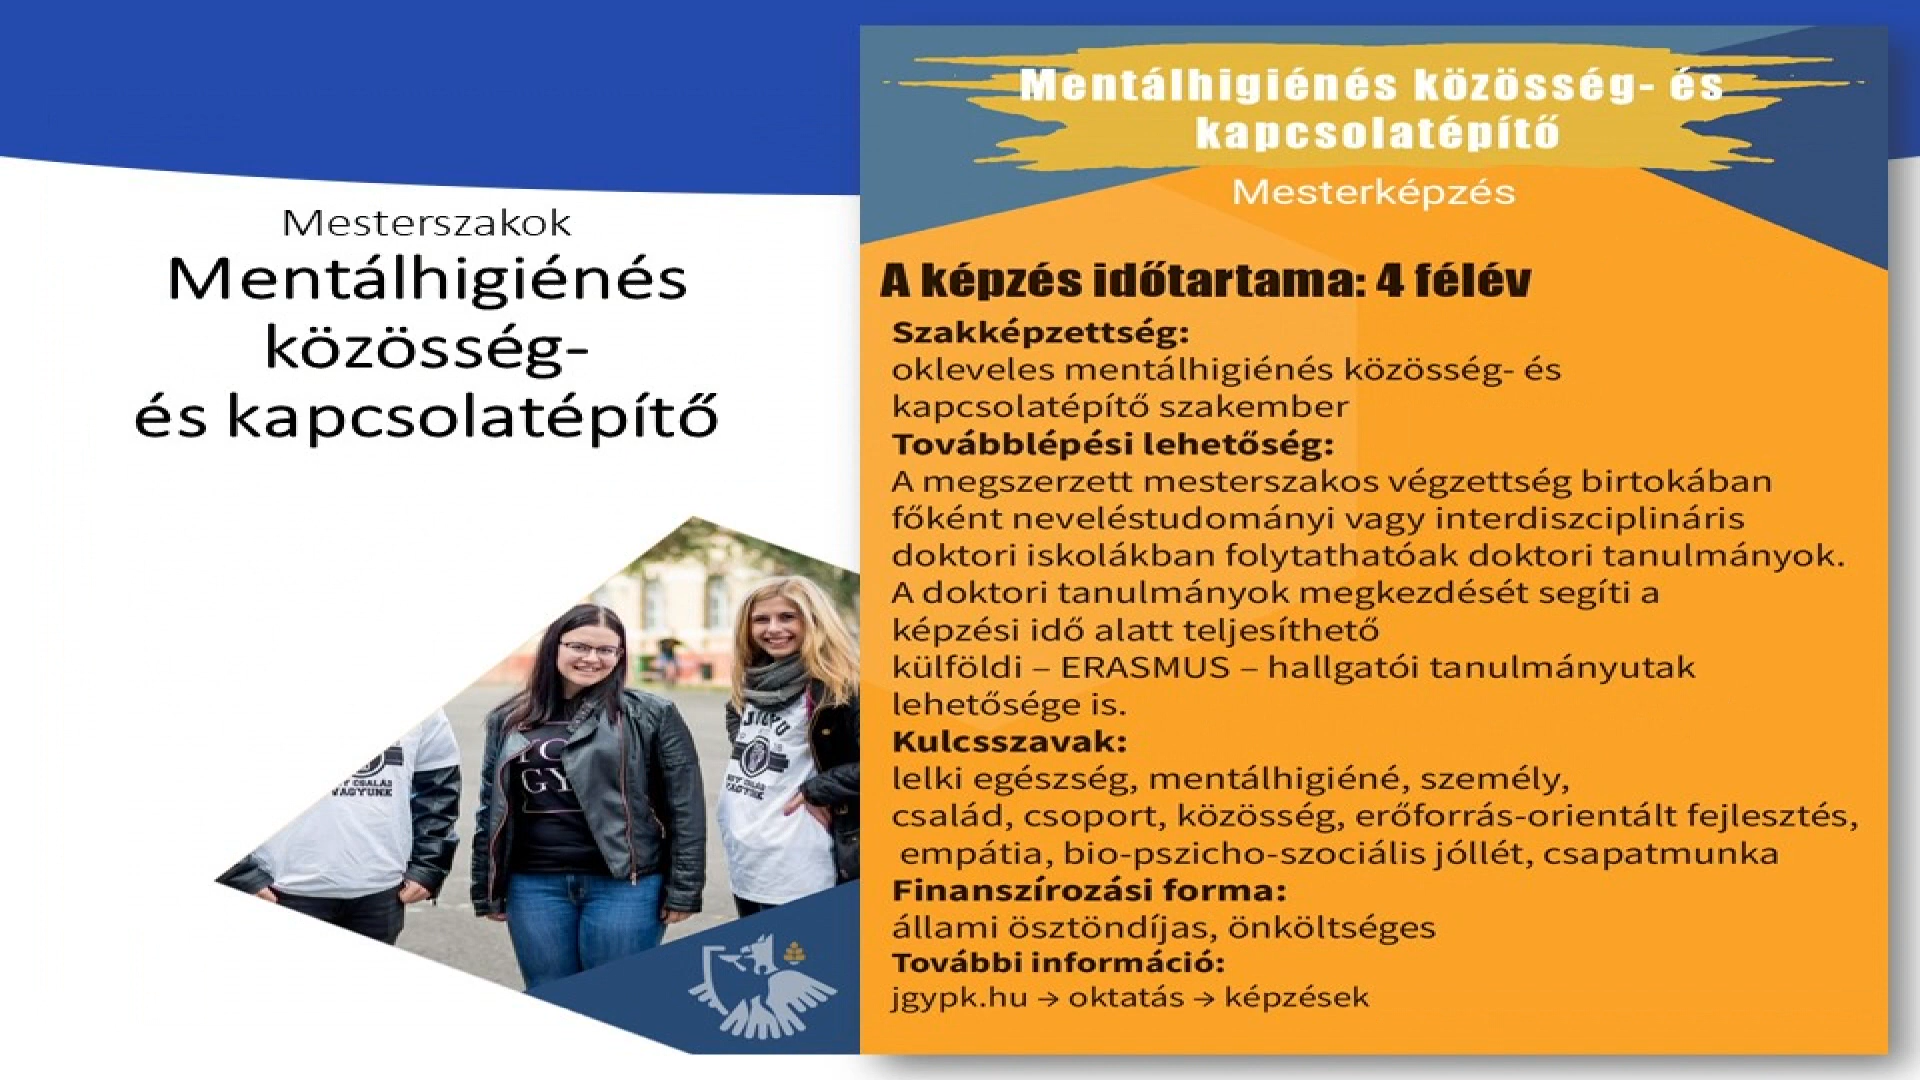 Mesterszakok
Mentálhigiénés
közösség-
és kapcsolatépítő
Mentálhigiénés közösség- és
kapcsolatépítő
Mesterképzés
A képzés időtartama: 4 félév
Szakképzettség:
okleveles mentálhigiénés közösség- és
kapcsolatépítő szakember
Továbblépési lehetőség:
A megszerzett mesterszakos végzettség birtokában
főként neveléstudományi vagy interdiszciplináris
doktori iskolákban folytathatóak doktori tanulmányok.
A doktori tanulmányok megkezdését segíti a
képzési idő alatt teljesíthető
külföldi – ERASMUS – hallgatói tanulmányutak
lehetősége is.
Kulcsszavak:
lelki egészség, mentálhigiéné, személy,
család, csoport, közösség, erőforrás-orientált fejlesztés,
empátia, bio-pszicho-szociális jóllét, csapatmunka
Finanszírozási forma:
állami ösztöndíjas, önköltséges
További információ:
jgypk.hu → oktatás → képzések
VAGYUNK
VAGYUNK